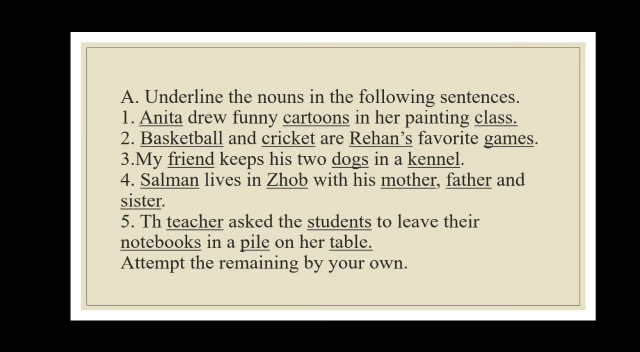 A. Underline the nouns in the following sentences.
1. Anita drew funny cartoons in her painting class.
2. Basketball and cricket are Rehan’s favorite games.
3.My friend keeps his two dogs in a kennel.
4. Salman lives in Zhob with his mother, father and
sister.
5. Th teacher asked the students to leave their
notebooks in a pile on her table.
Attempt the remaining by your own.